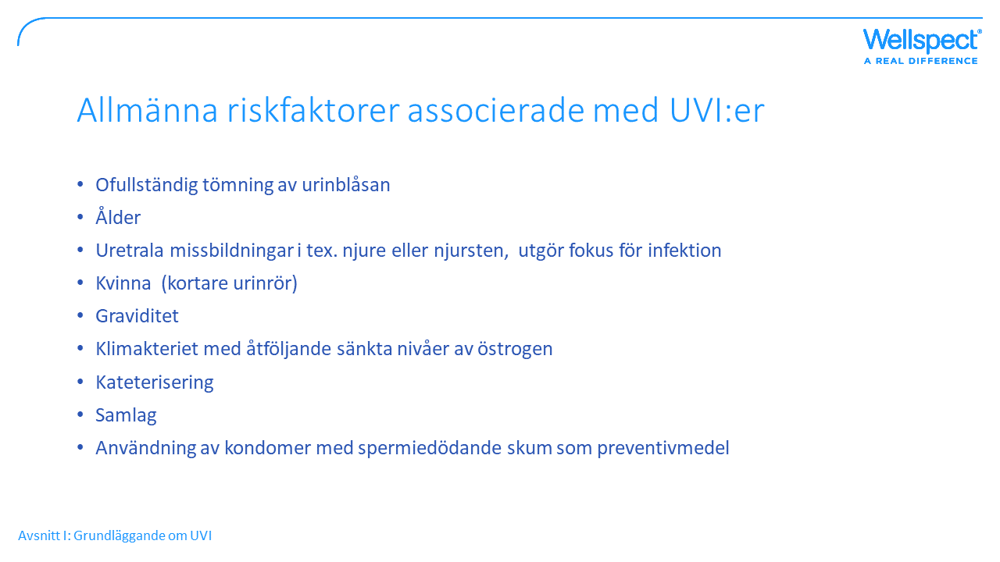 Wellspect®
A REAL DIFFERENCE
Allmänna riskfaktorer associerade med UVI:er
• Ofullständig tömning av urinblåsan
• Ålder
• Uretrala missbildningar i tex. njure eller njursten,  utgör fokus för infektion
• Kvinna  (kortare urinrör)
• Graviditet
• Klimakteriet med åtföljande sänkta nivåer av östrogen
• Kateterisering
• Samlag
• Användning av kondomer med spermiedödande skum som preventivmedel
Avsnitt I: Grundläggande om UVI